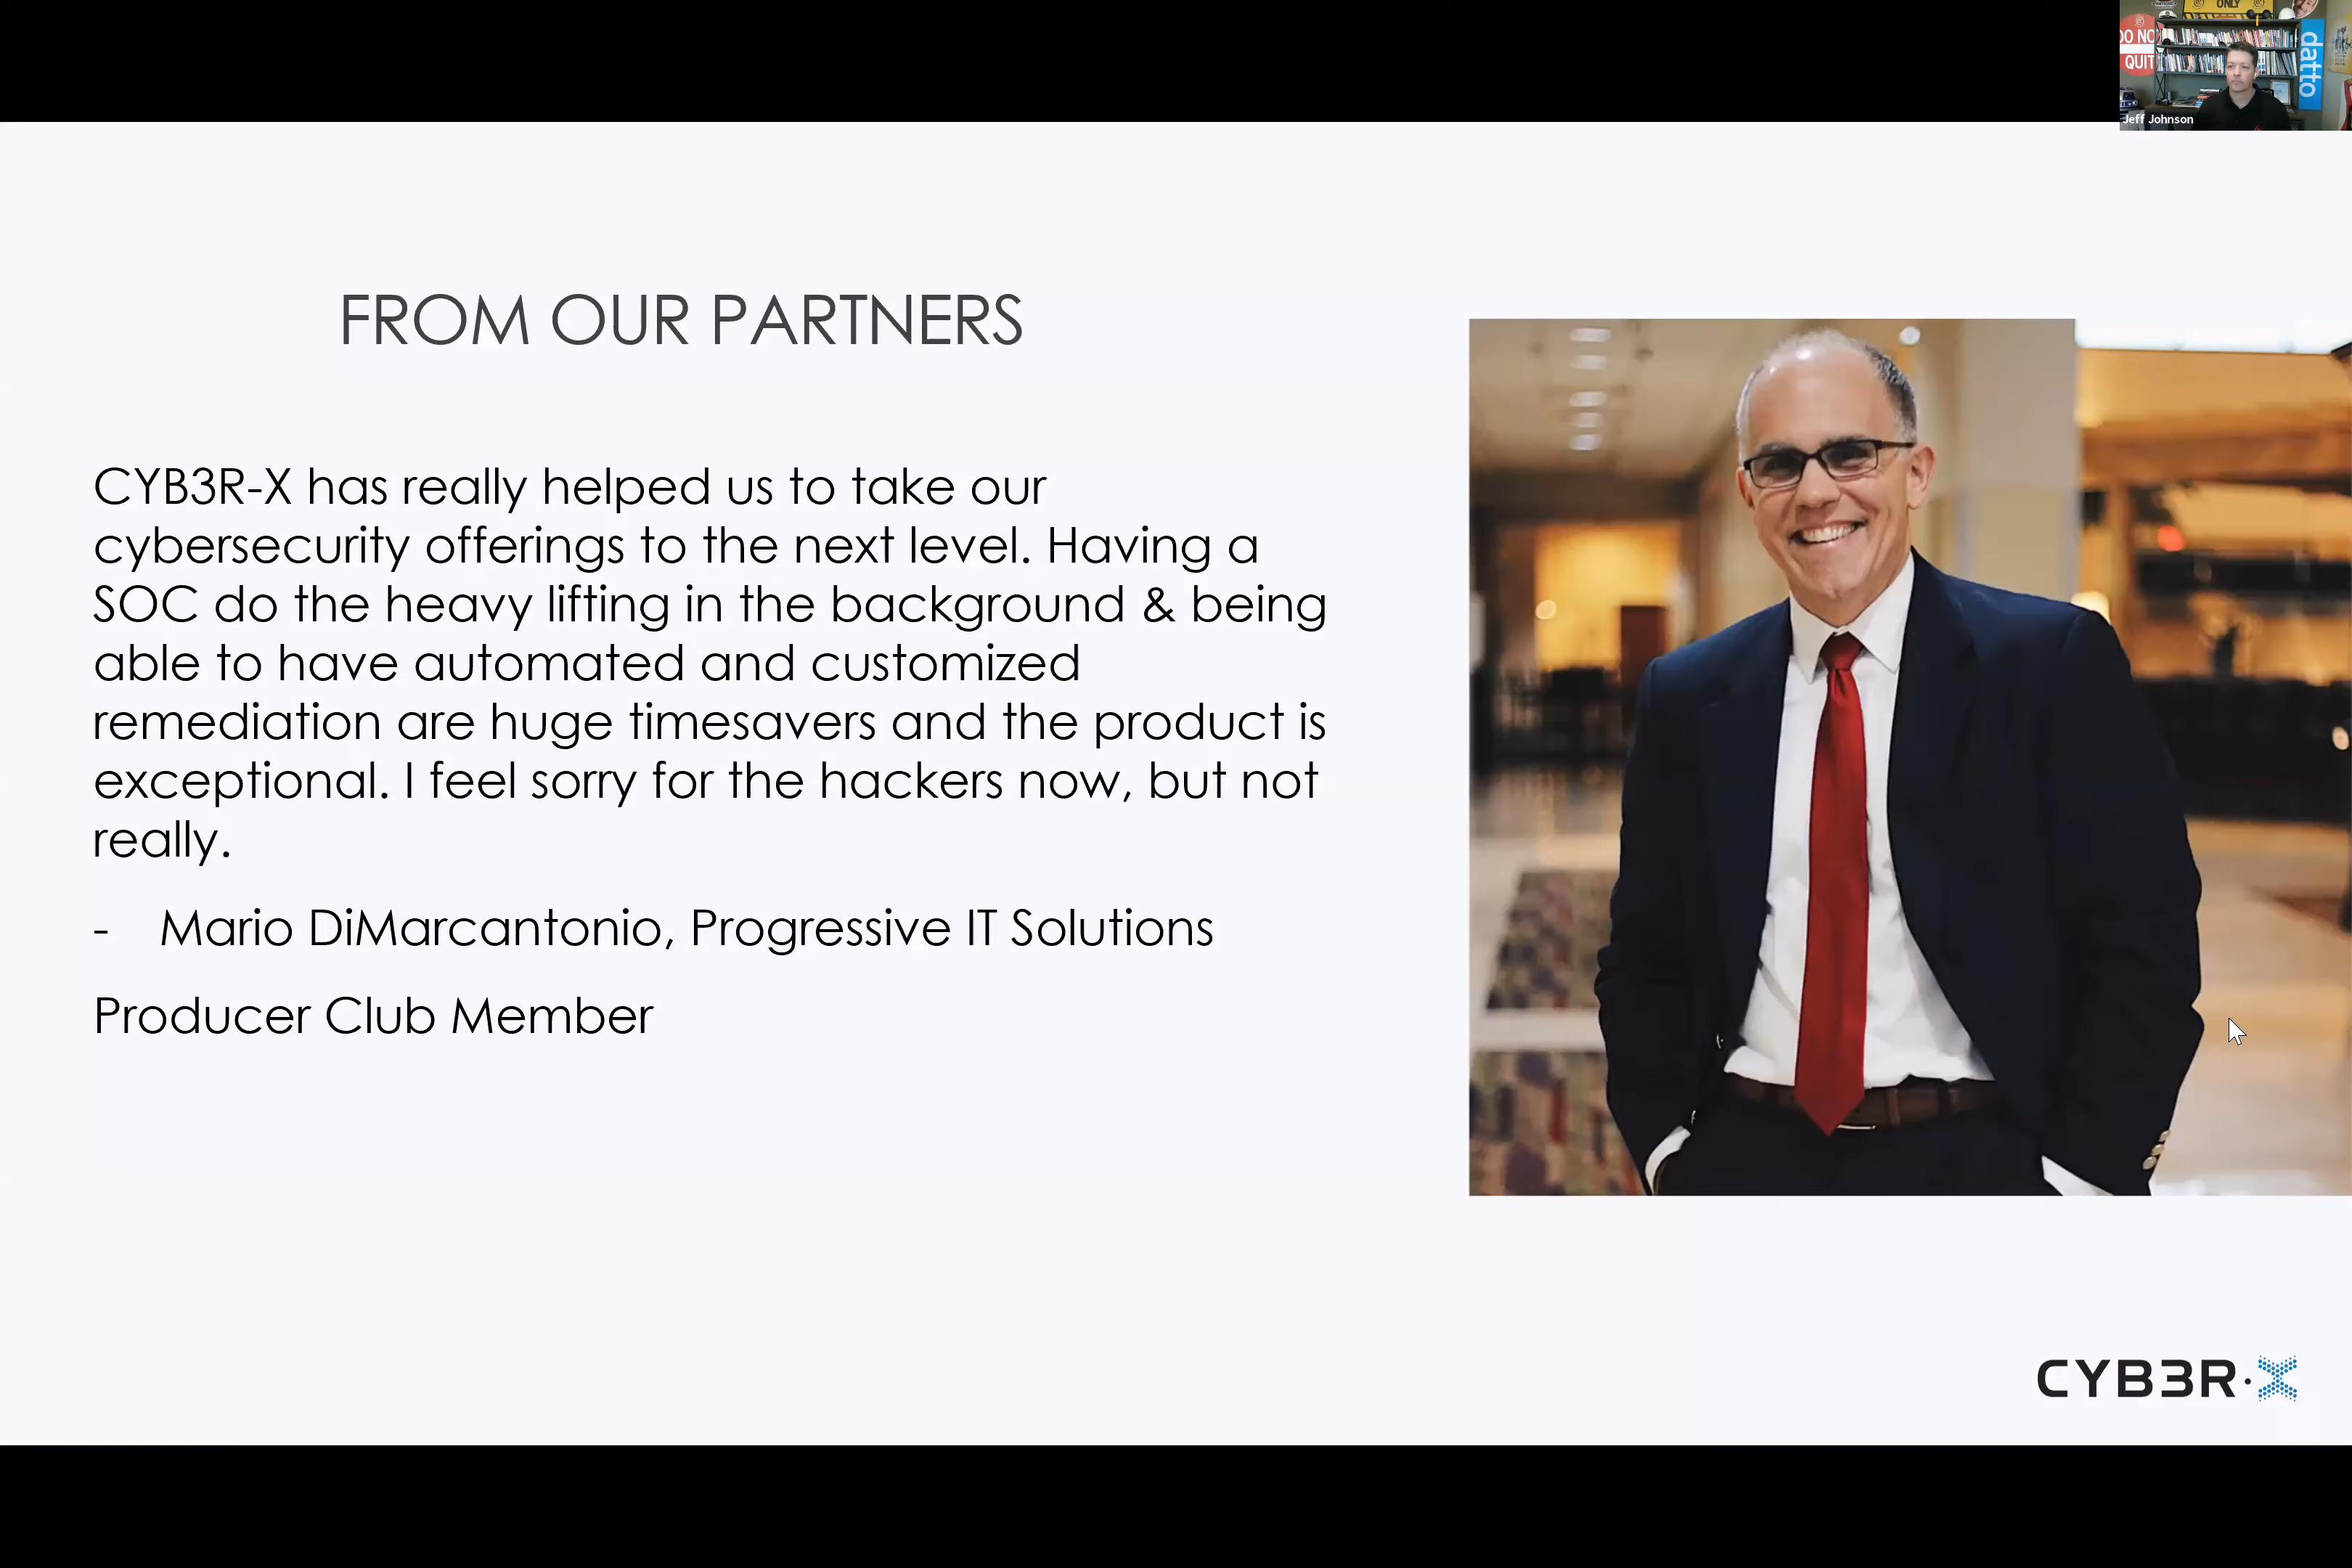 ONLY
DO NO
QUIT
datto
Jeff Johnson
FROM OUR PARTNERS
CYB3R-X has really helped us to take our
cybersecurity offerings to the next level. Having a
SOC do the heavy lifting in the background & being
able to have automated and customized
remediation are huge timesavers and the product is
exceptional. I feel sorry for the hackers now, but not
really.
- Mario DiMarcantonio, Progressive IT Solutions
Producer Club Member
CYB3R·X